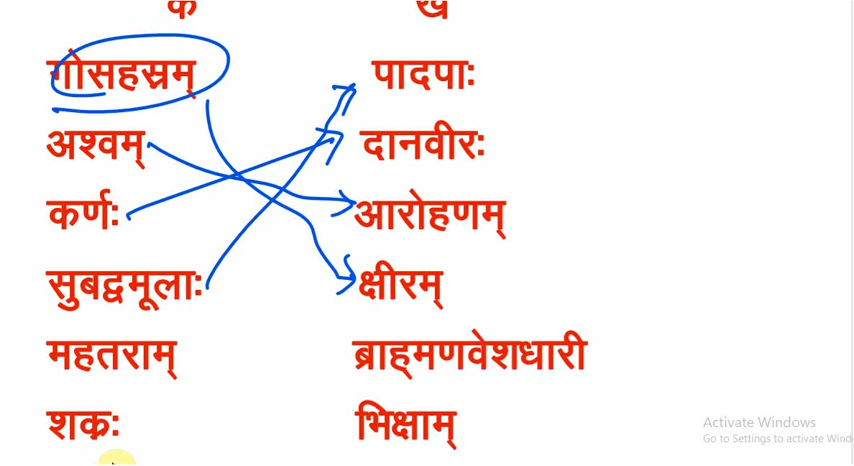 क ख
गोसहस्रम् पादपाः
अश्वम् दानवीरः
कर्णः आरोहणम्
सुबद्वमूलाः क्षीरम्
महतराम् ब्राह्मणवेशधारी
शक्रः भिक्षाम्
Activate Windows
Go to Settings to activate Windo